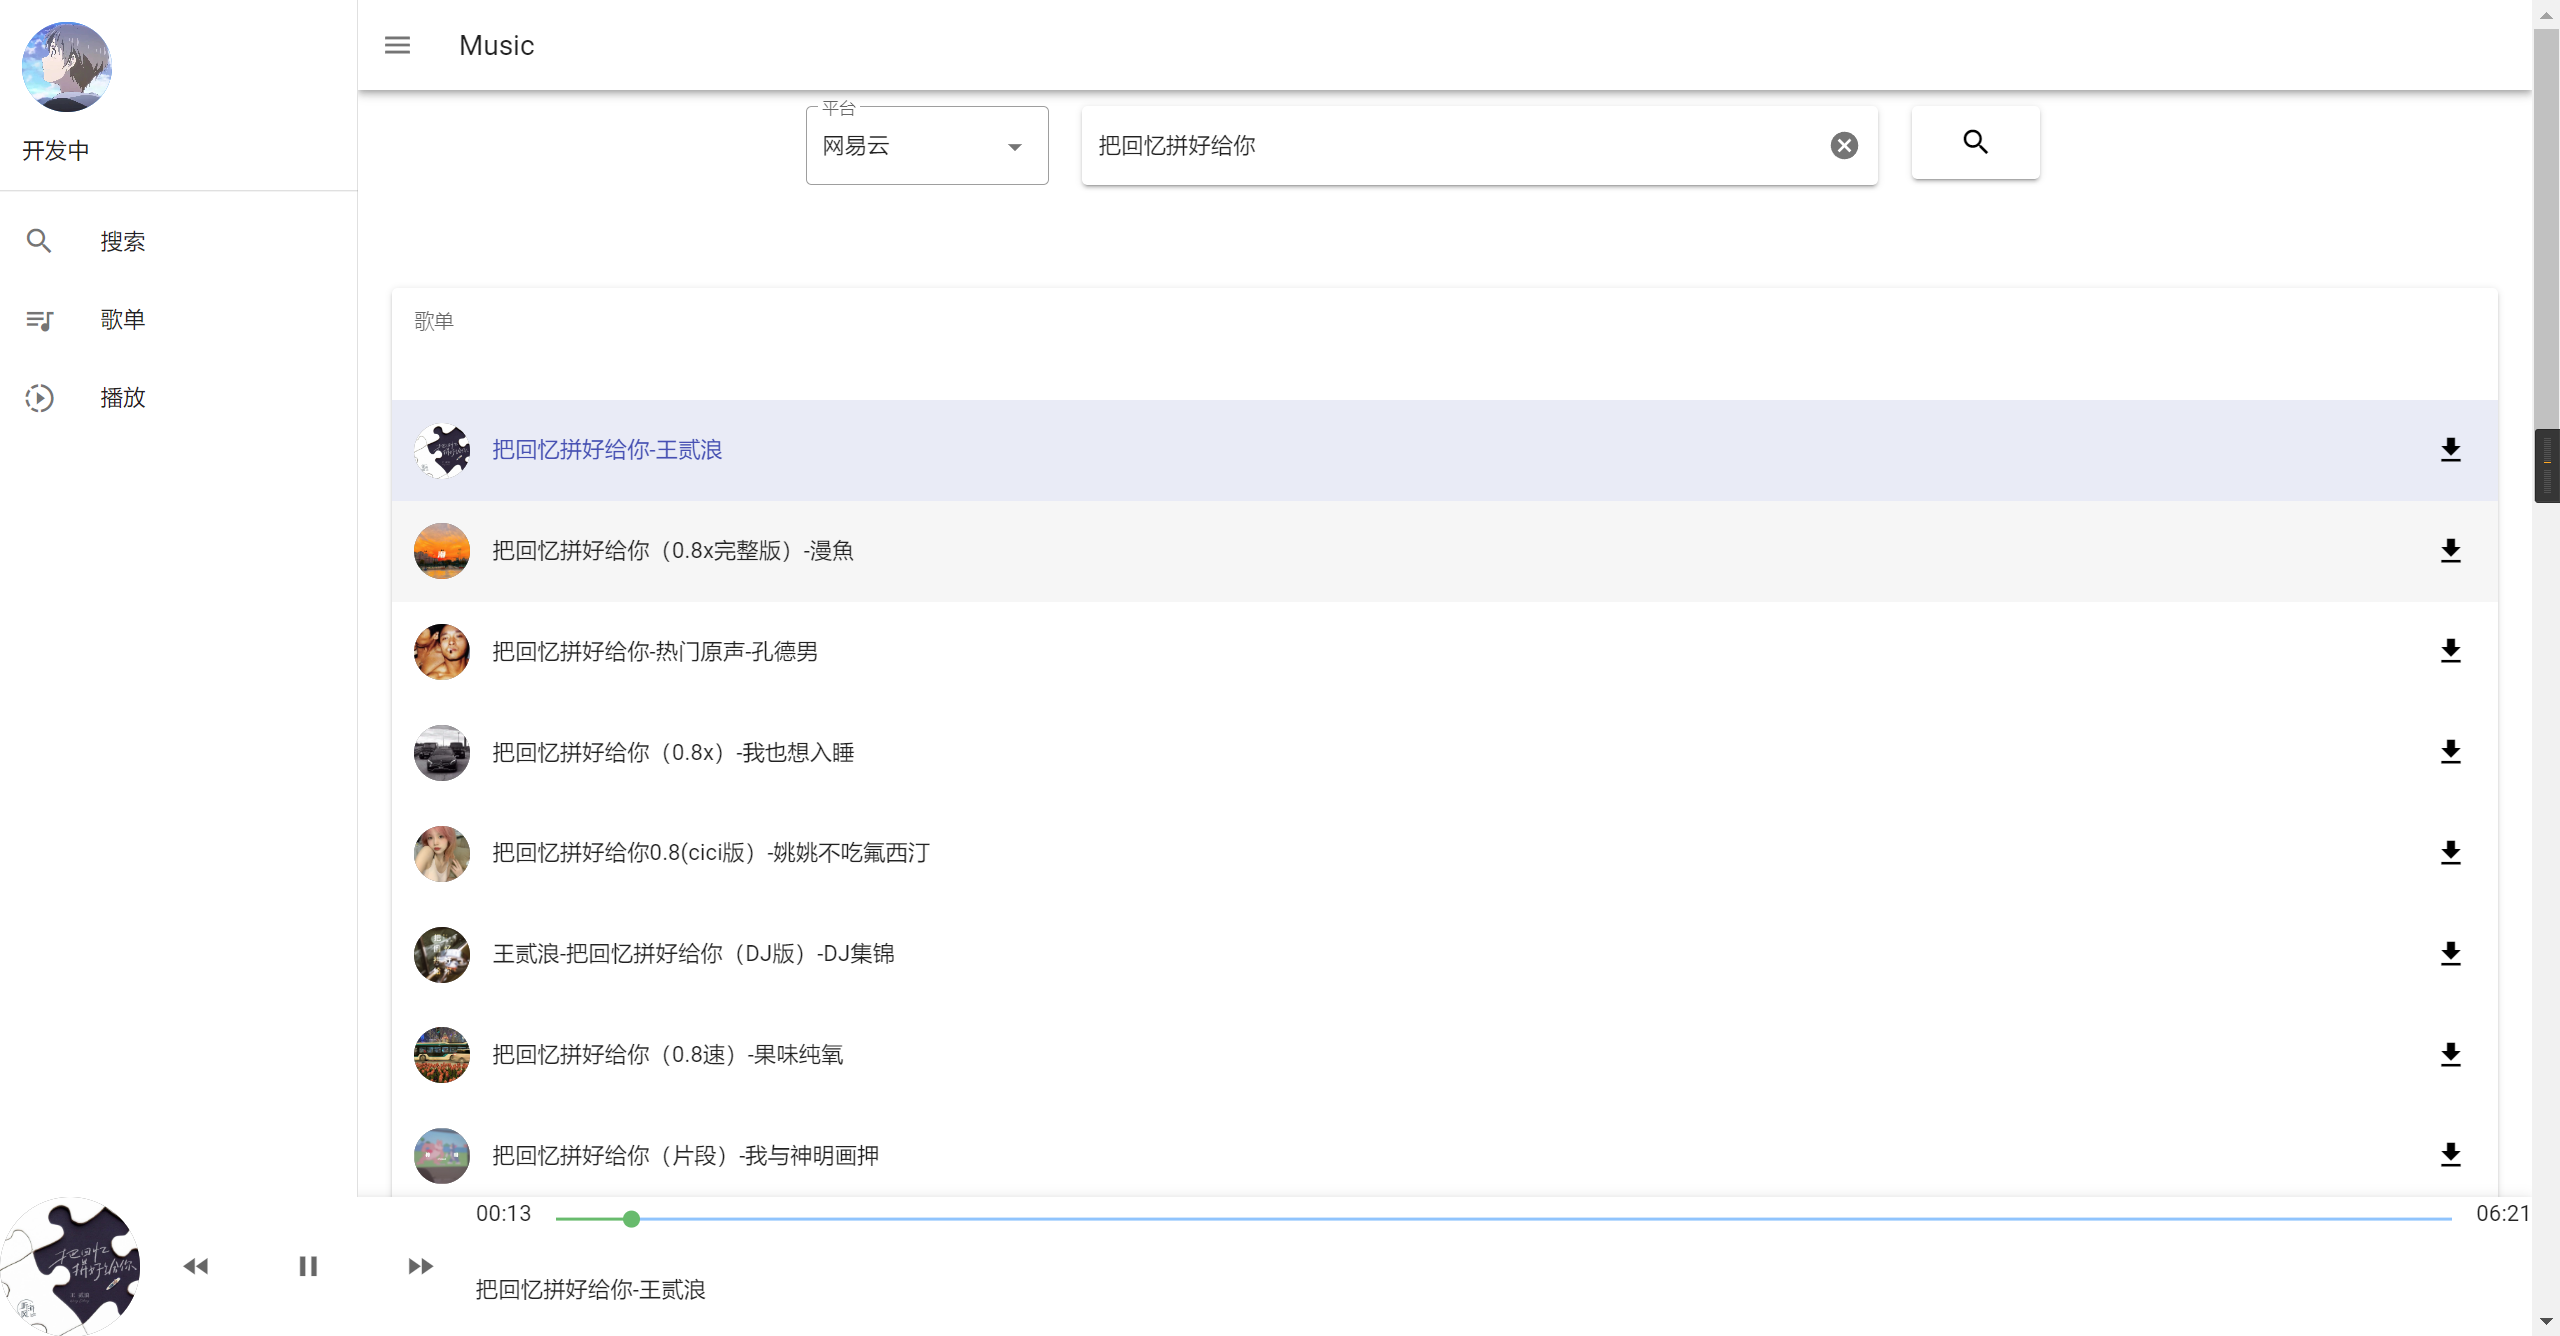 开发中
搜索
歌单
播放
Music
平台
网易云
把回忆拼好给你
歌单
把回忆拼好给你-王贰浪
把回忆拼好给你（0.8x完整版）-漫魚
把回忆拼好给你-热门原声-孔德男
把回忆拼好给你（0.8x）-我也想入睡
把回忆拼好给你0.8(cici版）-姚姚不吃氟西汀
王贰浪-把回忆拼好给你（DJ版）-DJ集锦
把回忆拼好给你（0.8速）-果味纯氧
把回忆拼好给你（片段）-我与神明画押
把回忆
拼好给你
00:13
06:21
把回忆拼好给你-王贰浪